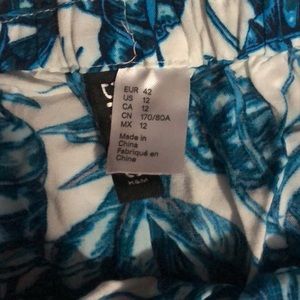 EUR 42
US 12
CA 12
CN 170/80A
MX 12
Made in
China
Fabriqué en
Chine